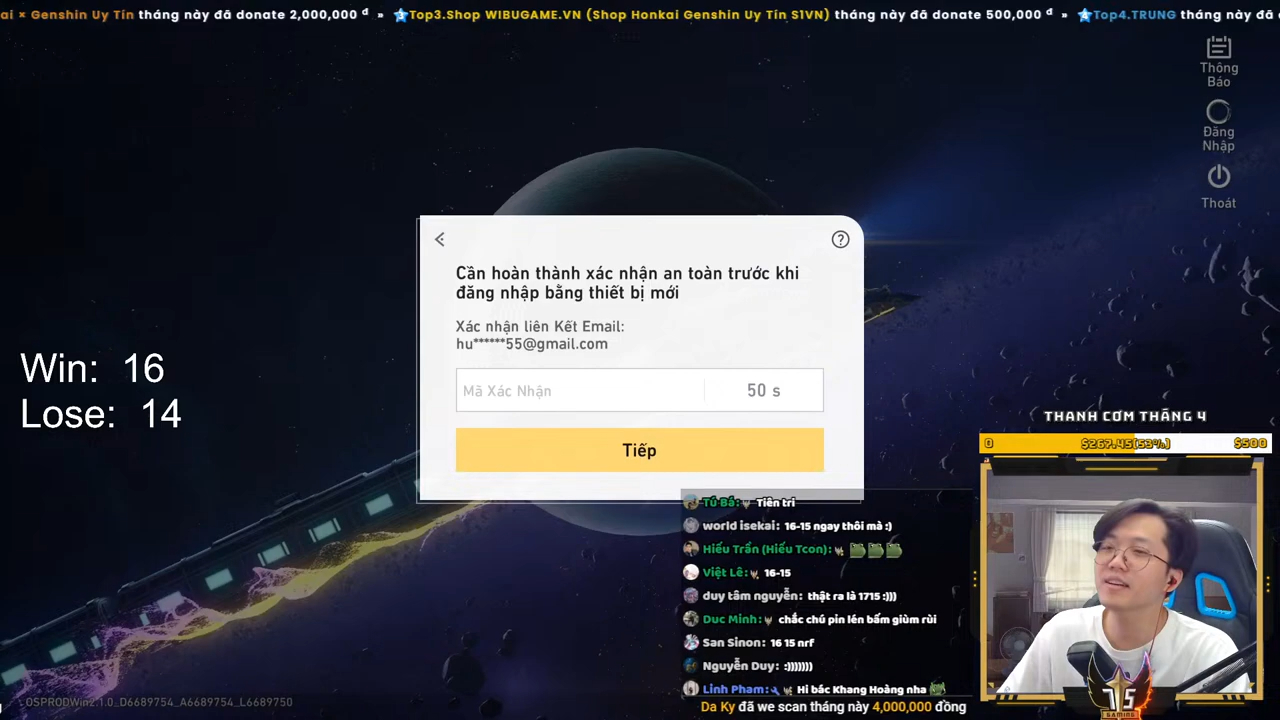 ai × Genshin Uy Tín tháng này đã donate 2,000,000 đ » Top3.Shop WIBUGAME.VN (Shop Honkai Genshin Uy Tín S1VN) tháng này đã donate 500,000 đ » Top4.TRUNG tháng này đã
Thông
Báo
Đăng
Nhập
Thoát
Cần hoàn thành xác nhận an toàn trước khi
đăng nhập bằng thiết bị mới
Xác nhận liên Kết Email:
hu******55@gmail.com
Mã Xác Nhận 50 s
Tiếp
Win: 16
Lose: 14
THANH CƠM THÁNG 4
0 $267.45(53%) $500
Tú Bá: Tiên tri
world isekai: 16-15 ngay thôi mà :)
Hiếu Trần (Hiếu Tcon):
Việt Lê: 16-15
duy tâm nguyễn: thật ra là 1715 :)))
Duc Minh: chắc chú pin lén bấm giùm rùi
San Sinon: 16 15 nrf
Nguyễn Duy: :)))))))
Linh Pham: Hi bác Khang Hoàng nha
Da Ky đã we scan tháng này 4,000,000 đồng
OSPRODWin2.1.0_D6689754_A6689754_L6689750
GAMING